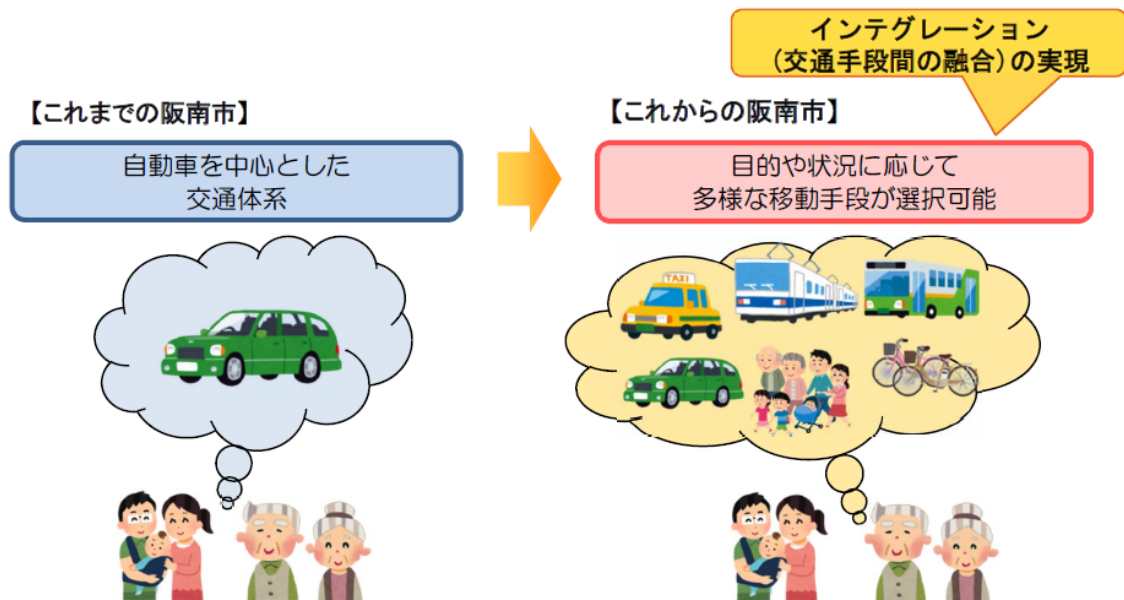 インテグレーション
(交通手段間の融合)の実現
【これまでの阪南市】
【これからの阪南市】
自動車を中心とした
交通体系
目的や状況に応じて
多様な移動手段が選択可能
TAXI